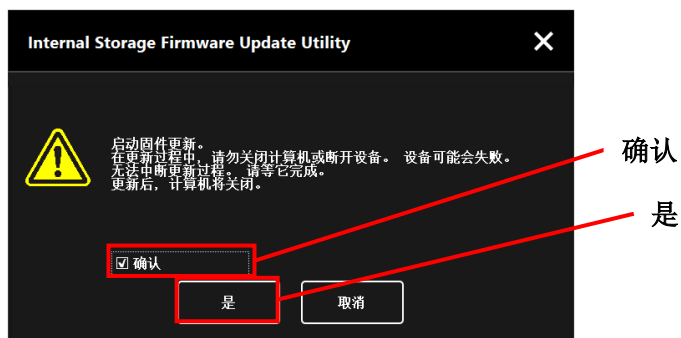 Internal Storage Firmware Update Utility
启动固件更新。
在更新过程中，请勿关闭计算机或断开设备。 设备可能会失败。
无法中断更新过程。 请等它完成。
更新后，计算机将关闭。
确认
是 取消
确认
是